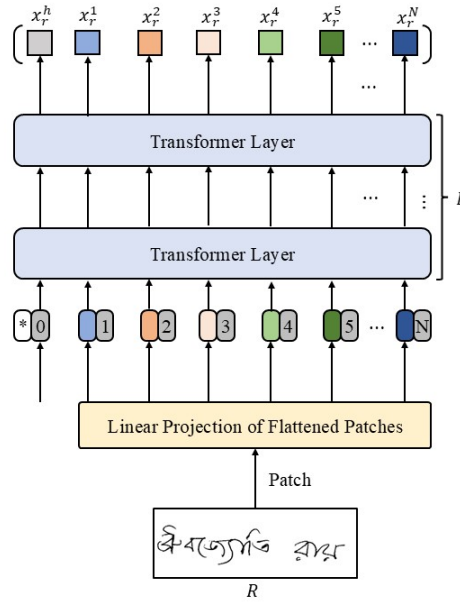 x_r^h x_r^1 x_r^2 x_r^3 x_r^4 x_r^5 x_r^N
...
...
Transformer Layer
...
Transformer Layer
* 0 1 2 3 4 5 ... N
Linear Projection of Flattened Patches
Patch
ধ্রুবজ্যোতি রায়
R